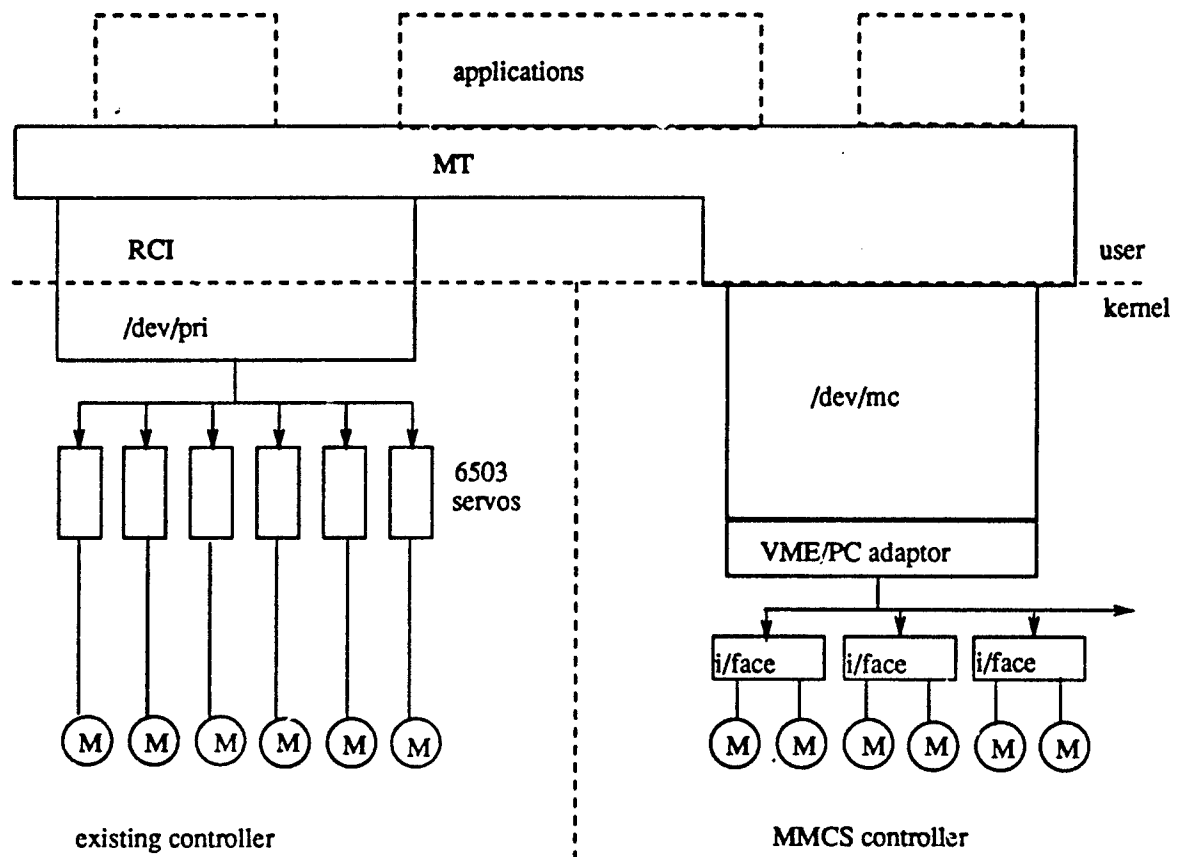 applications
MT
RCI
user
kernel
/dev/pri
/dev/mc
6503
servos
VME/PC adaptor
i/face i/face i/face
M M M M M M
M M M M M M
existing controller
MMCS controller